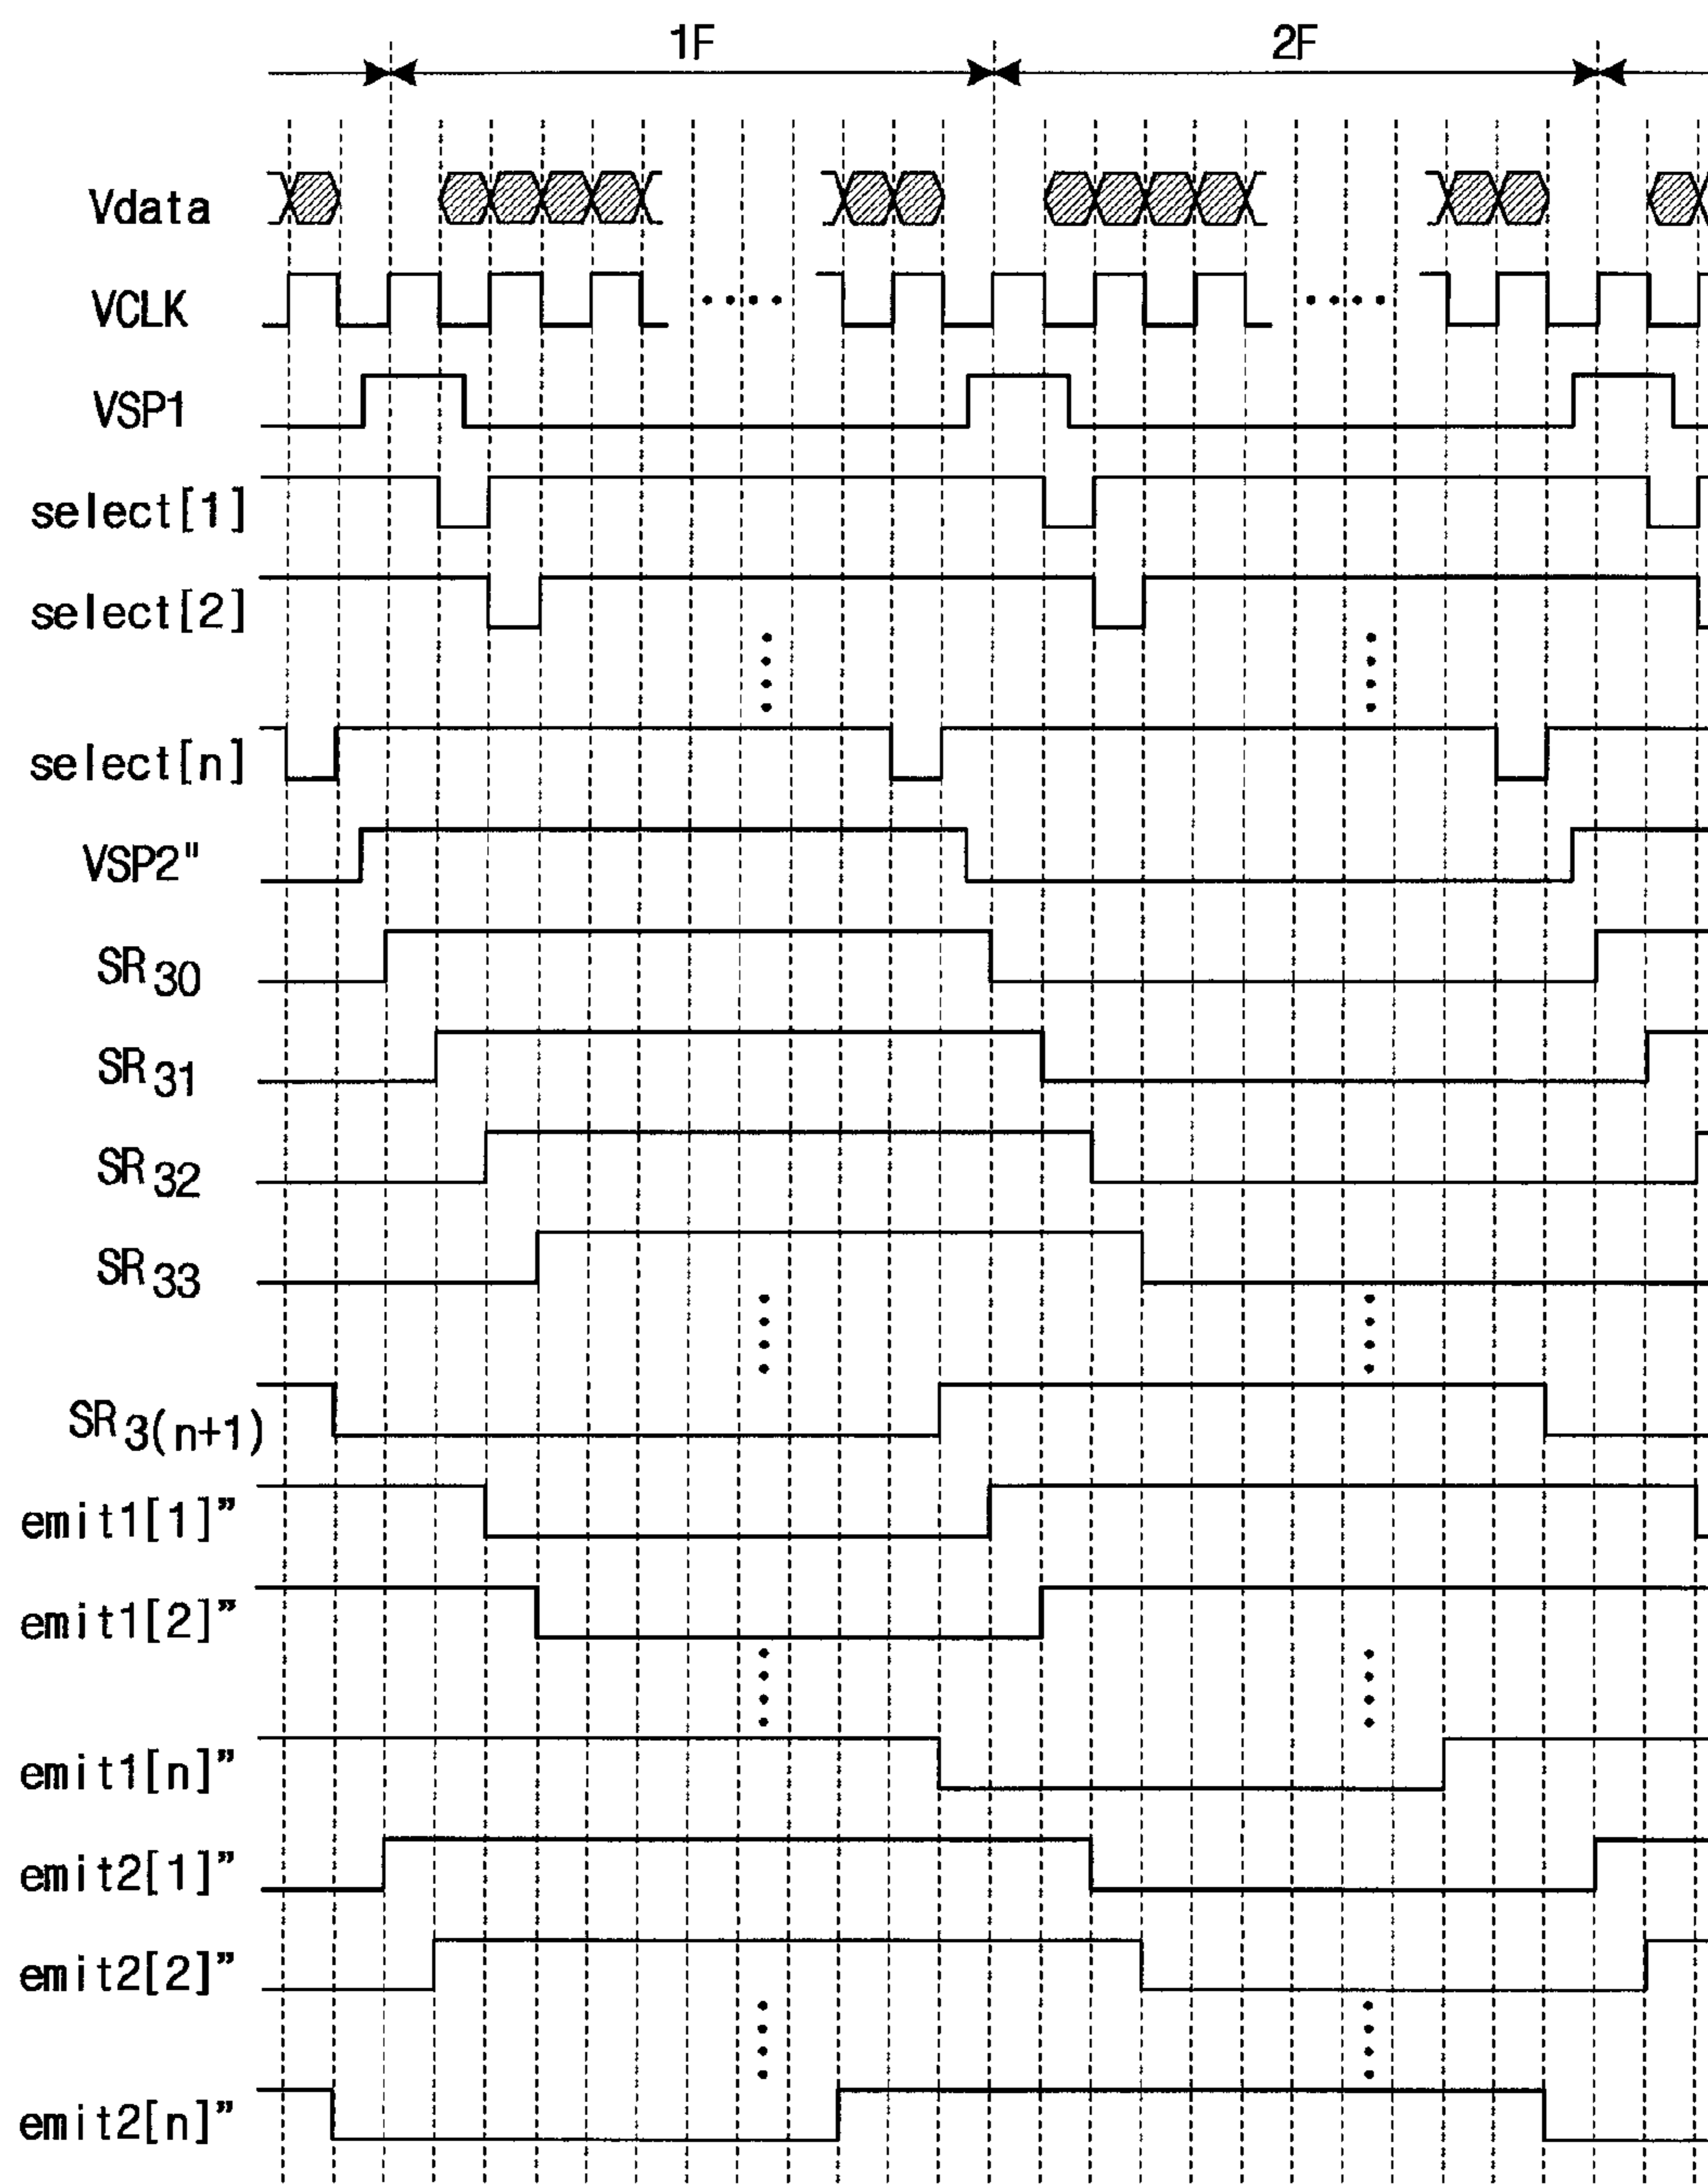 1F 2F
Vdata
VCLK
VSP1
select[1]
select[2]
select[n]
VSP2"
SR30
SR31
SR32
SR33
SR3(n+1)
emit1[1]”
emit1[2]”
emit1[n]”
emit2[1]”
emit2[2]”
emit2[n]”